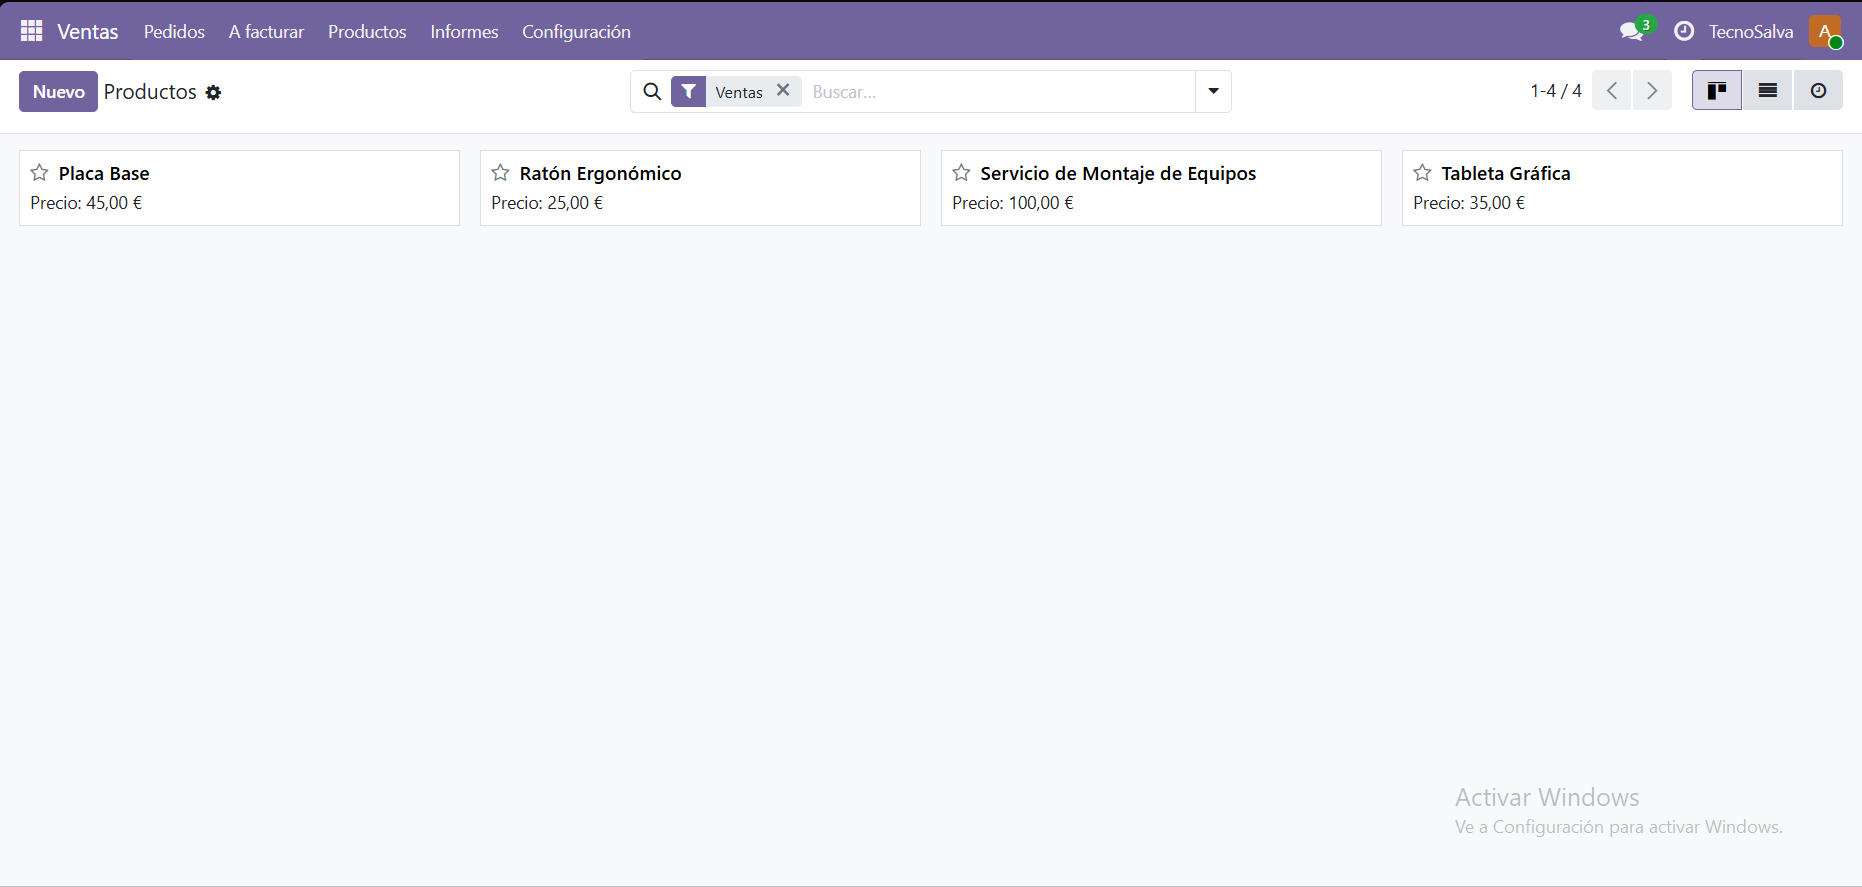 Ventas Pedidos A facturar Productos Informes Configuración 3 TecnoSalva A
Nuevo Productos Ventas Buscar... 1-4 / 4
Placa Base
Precio: 45,00 €
Ratón Ergonómico
Precio: 25,00 €
Servicio de Montaje de Equipos
Precio: 100,00 €
Tableta Gráfica
Precio: 35,00 €
Activar Windows
Ve a Configuración para activar Windows.